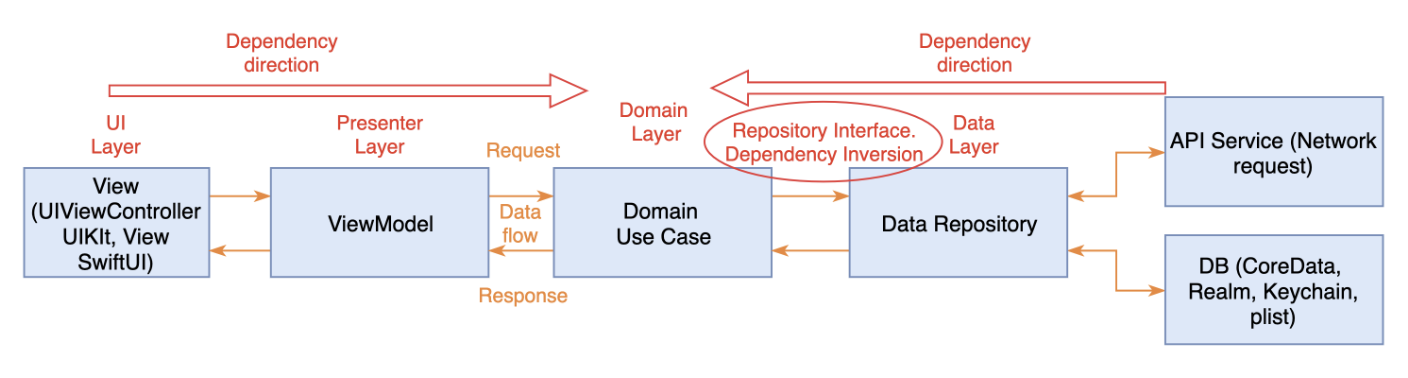 Dependency
direction
Dependency
direction
UI
Layer
Presenter
Layer
Domain
Layer
Repository Interface.
Dependency Inversion
Data
Layer
Request
View
(UIViewController
UIKIt, View
SwiftUI)
ViewModel
Data
flow
Domain
Use Case
Data Repository
Response
API Service (Network
request)
DB (CoreData,
Realm, Keychain,
plist)